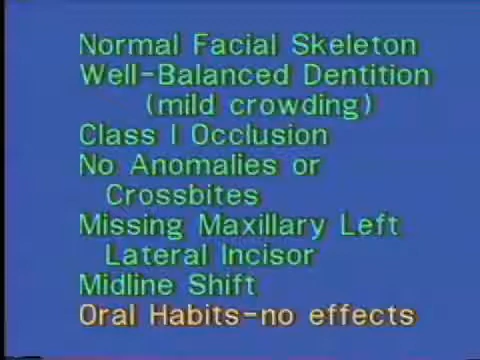 Normal Facial Skeleton
Well-Balanced Dentition
(mild crowding)
Class I Occlusion
No Anomalies or
Crossbites
Missing Maxillary Left
Lateral Incisor
Midline Shift
Oral Habits-no effects